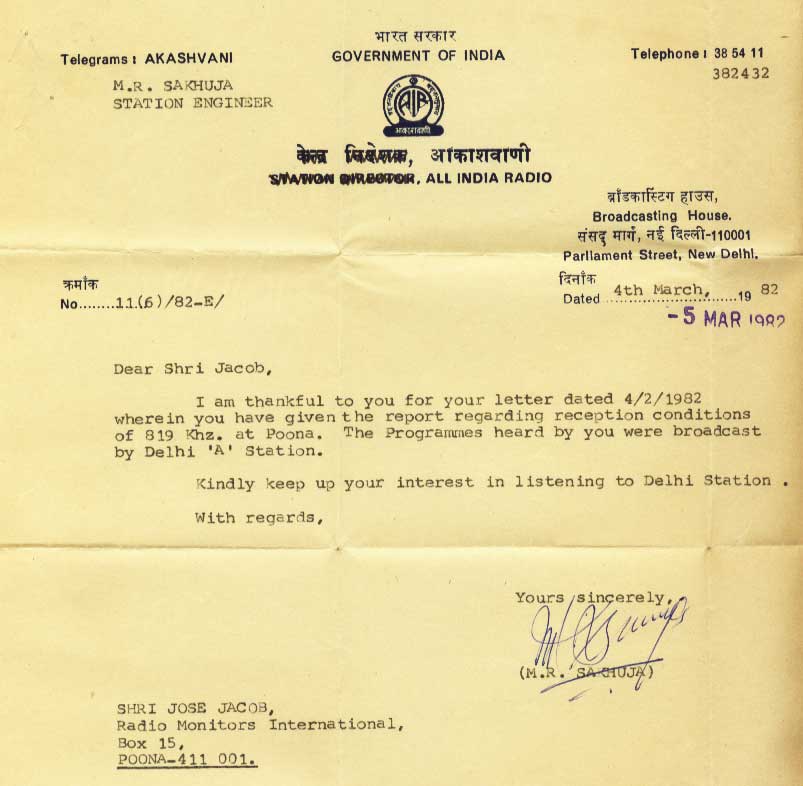 भारत सरकार
Telegrams : AKASHVANI
GOVERNMENT OF INDIA
Telephone : 38 54 11
382432
M.R. SAKHUJA
STATION ENGINEER
AIR
आकाशवाणी
केन्द्र निदेशक, आकाशवाणी
STATION DIRECTOR, ALL INDIA RADIO
ब्रॉडकास्टिंग हाउस,
Broadcasting House.
संसद् मार्ग, नई दिल्ली-110001
Parliament Street, New Delhi.
क्रमाँक
No........11(6)/82-E/
दिनाँक
Dated ....4th March,.... 19 82
-5 MAR 1982
Dear Shri Jacob,
I am thankful to you for your letter dated 4/2/1982
wherein you have given the report regarding reception conditions
of 819 Khz. at Poona. The Programmes heard by you were broadcast
by Delhi 'A' Station.
Kindly keep up your interest in listening to Delhi Station .
With regards,
Yours sincerely,
(M.R. SAKHUJA)
SHRI JOSE JACOB,
Radio Monitors International,
Box 15,
POONA-411 001.